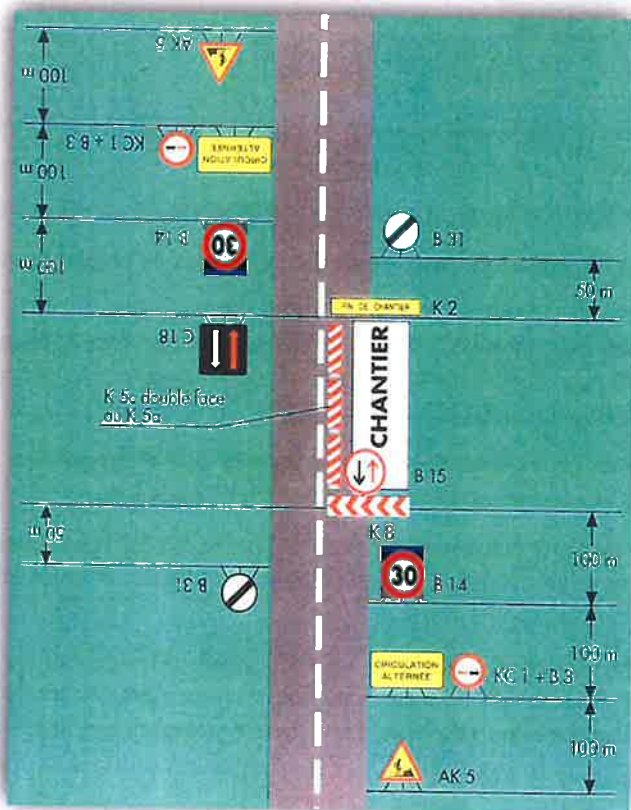 AK 5
100 m
KC 1 + B 3
CIRCULATION
ALTERNÉE
100 m
B 14
30
100 m
B 31
50 m
FIN DE CHANTIER
K 2
C 18
CHANTIER
K 5c double face
ou K 5a
B 15
50 m
K 8
B 31
30
B 14
100 m
CIRCULATION
ALTERNÉE
KC 1 + B 3
100 m
AK 5
100 m